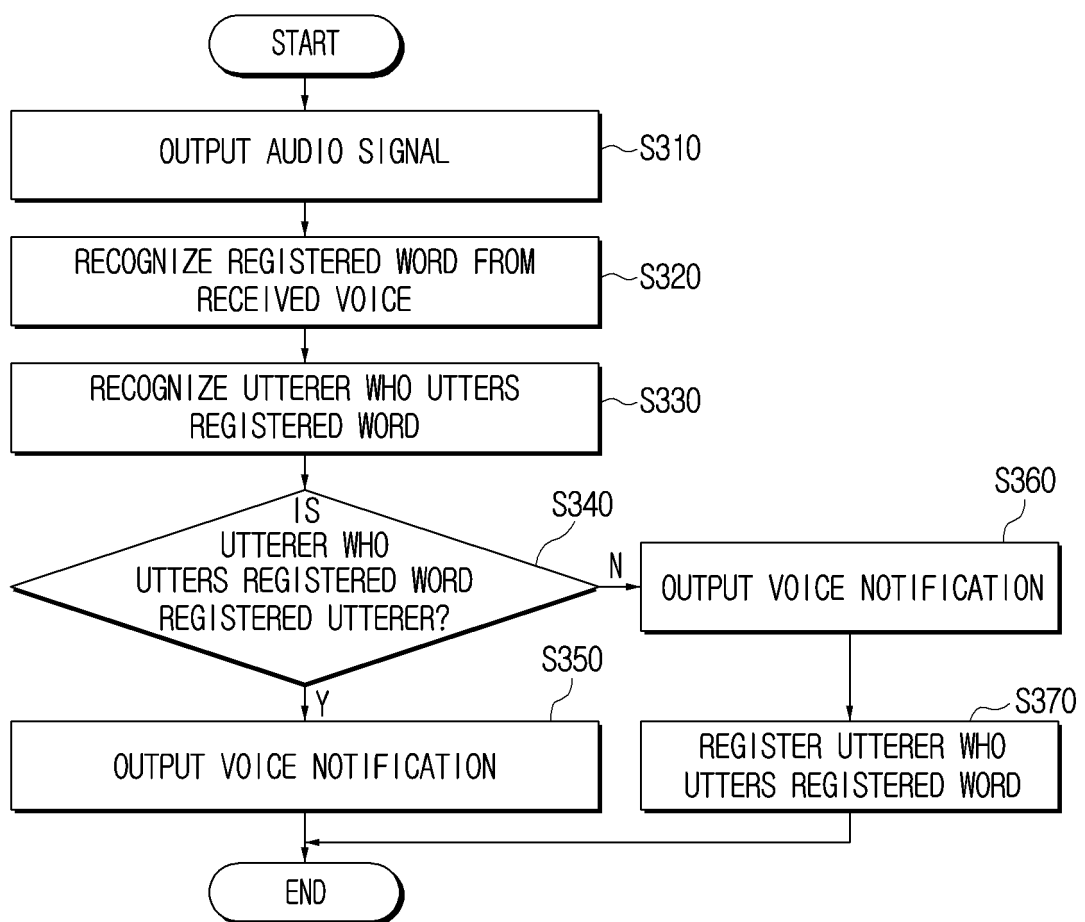 START
OUTPUT AUDIO SIGNAL
S310
RECOGNIZE REGISTERED WORD FROM
RECEIVED VOICE
S320
RECOGNIZE UTTERER WHO UTTERS
REGISTERED WORD
S330
IS
UTTERER WHO
UTTERS REGISTERED WORD
REGISTERED UTTERER?
S340
N
S360
OUTPUT VOICE NOTIFICATION
Y
S350
OUTPUT VOICE NOTIFICATION
S370
REGISTER UTTERER WHO
UTTERS REGISTERED WORD
END